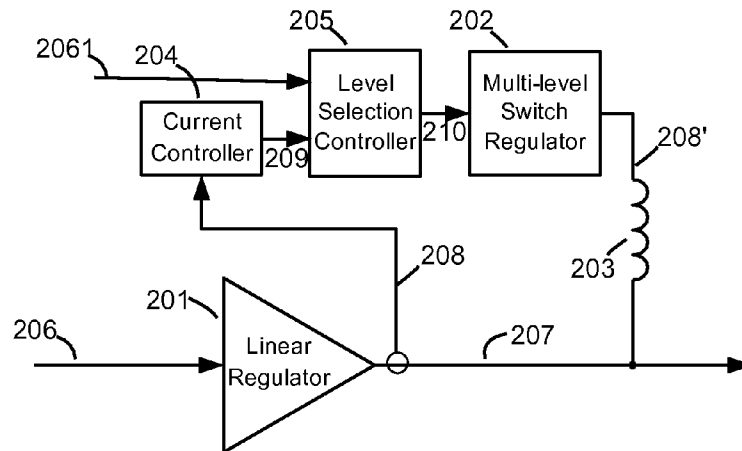 205
202
2061
204
Level
Selection
Controller
Multi-level
Switch
Regulator
Current
Controller
209
210
208'
203
208
201
206
Linear
Regulator
207